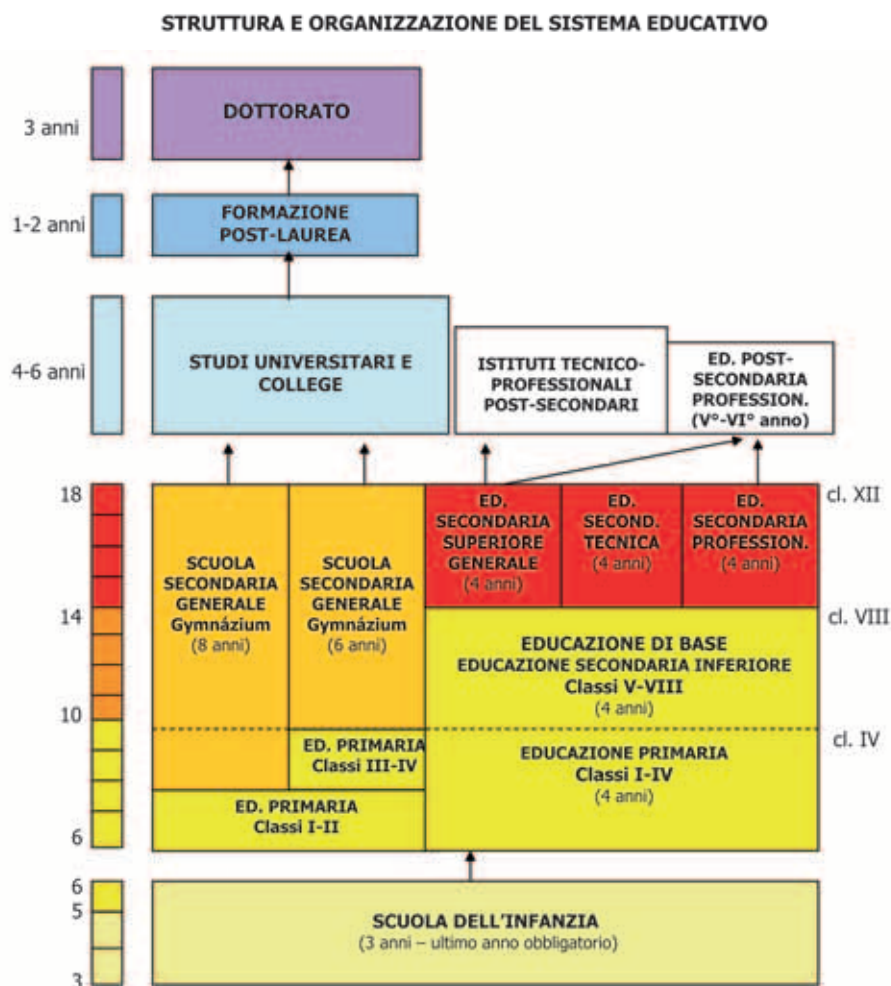 STRUTTURA E ORGANIZZAZIONE DEL SISTEMA EDUCATIVO
3 anni
DOTTORATO
1-2 anni
FORMAZIONE
POST-LAUREA
4-6 anni
STUDI UNIVERSITARI E
COLLEGE
ISTITUTI TECNICO-
PROFESSIONALI
POST-SECONDARI
ED. POST-
SECONDARIA
PROFESSION.
(V°-VI° anno)
18
cl. XII
SCUOLA
SECONDARIA
GENERALE
Gymnázium
(8 anni)
SCUOLA
SECONDARIA
GENERALE
Gymnázium
(6 anni)
ED.
SECONDARIA
SUPERIORE
GENERALE
(4 anni)
ED.
SECOND.
TECNICA
(4 anni)
ED.
SECONDARIA
PROFESSION.
(4 anni)
14
cl. VIII
EDUCAZIONE DI BASE
EDUCAZIONE SECONDARIA INFERIORE
Classi V-VIII
(4 anni)
10
cl. IV
ED. PRIMARIA
Classi III-IV
EDUCAZIONE PRIMARIA
Classi I-IV
(4 anni)
ED. PRIMARIA
Classi I-II
6
6
5
3
SCUOLA DELL'INFANZIA
(3 anni – ultimo anno obbligatorio)